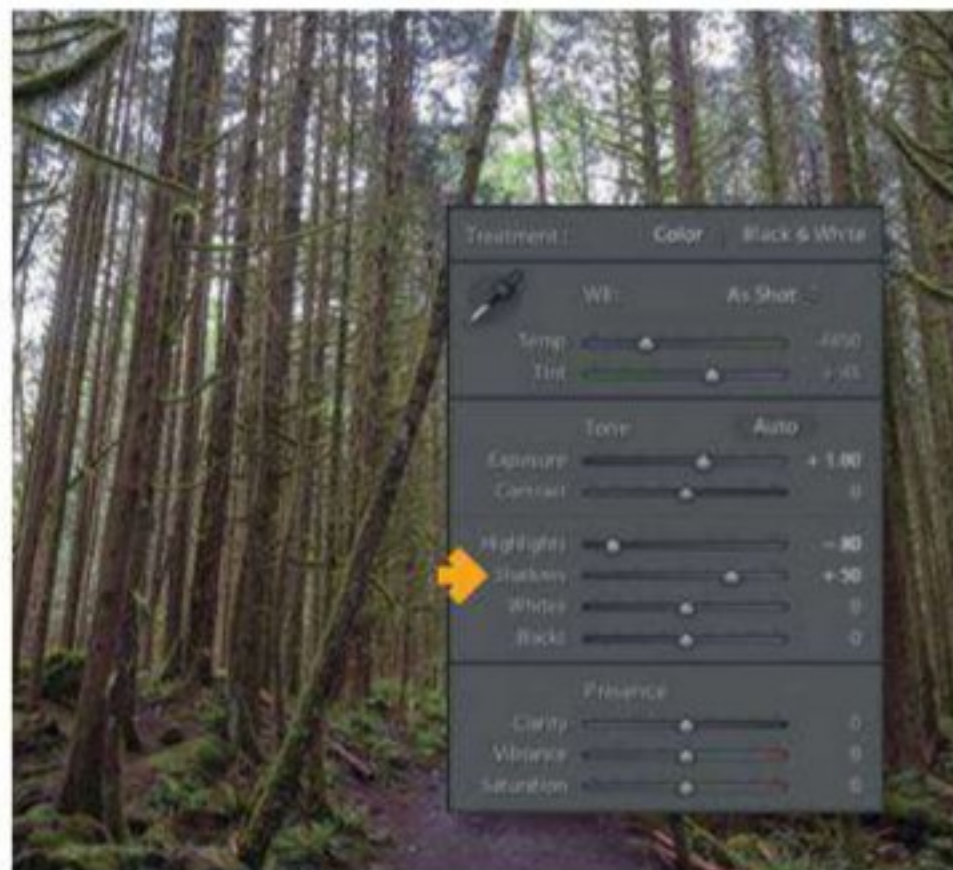 Treatment : Color Black & White
WB : As Shot
Temp
Tint
Tone Auto
Exposure + 1.00
Contrast 0
Highlights – 80
Shadows + 50
Whites 0
Blacks 0
Presence
Clarity 0
Vibrance 0
Saturation 0